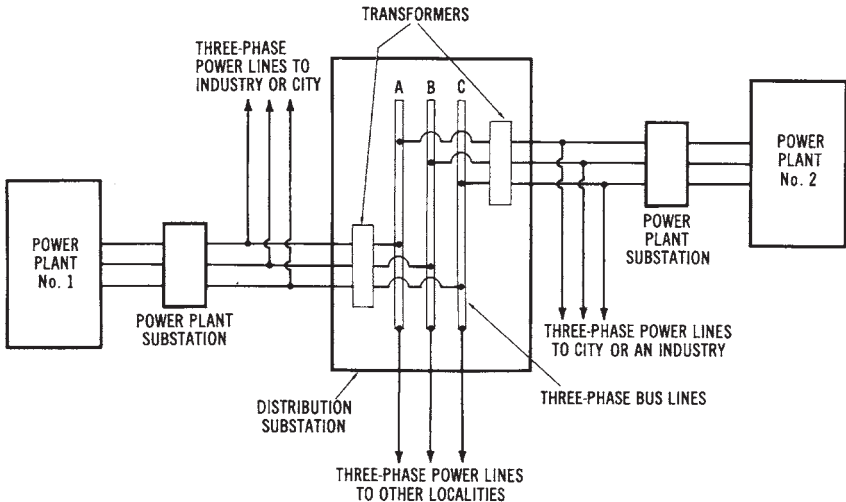 TRANSFORMERS
THREE-PHASE
POWER LINES TO
INDUSTRY OR CITY
A B C
POWER
PLANT
No. 1
POWER PLANT
SUBSTATION
POWER
PLANT
SUBSTATION
POWER
PLANT
No. 2
THREE-PHASE POWER LINES
TO CITY OR AN INDUSTRY
THREE-PHASE BUS LINES
DISTRIBUTION
SUBSTATION
THREE-PHASE POWER LINES
TO OTHER LOCALITIES